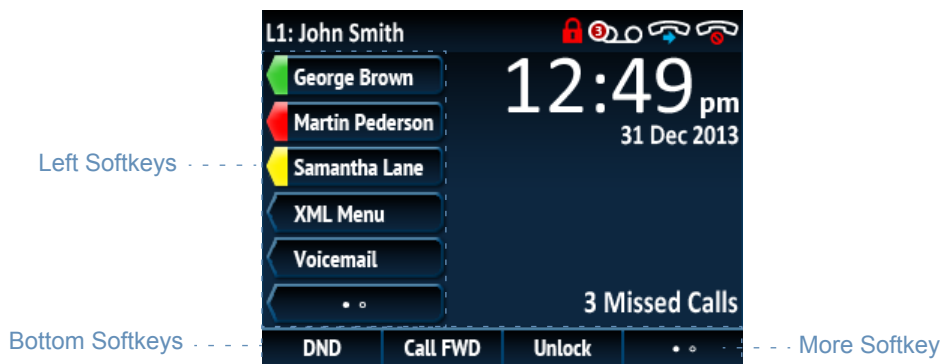 L1: John Smith
3
George Brown
12:49 pm
Martin Pederson
31 Dec 2013
Left Softkeys
Samantha Lane
XML Menu
Voicemail
3 Missed Calls
Bottom Softkeys
DND Call FWD Unlock
More Softkey